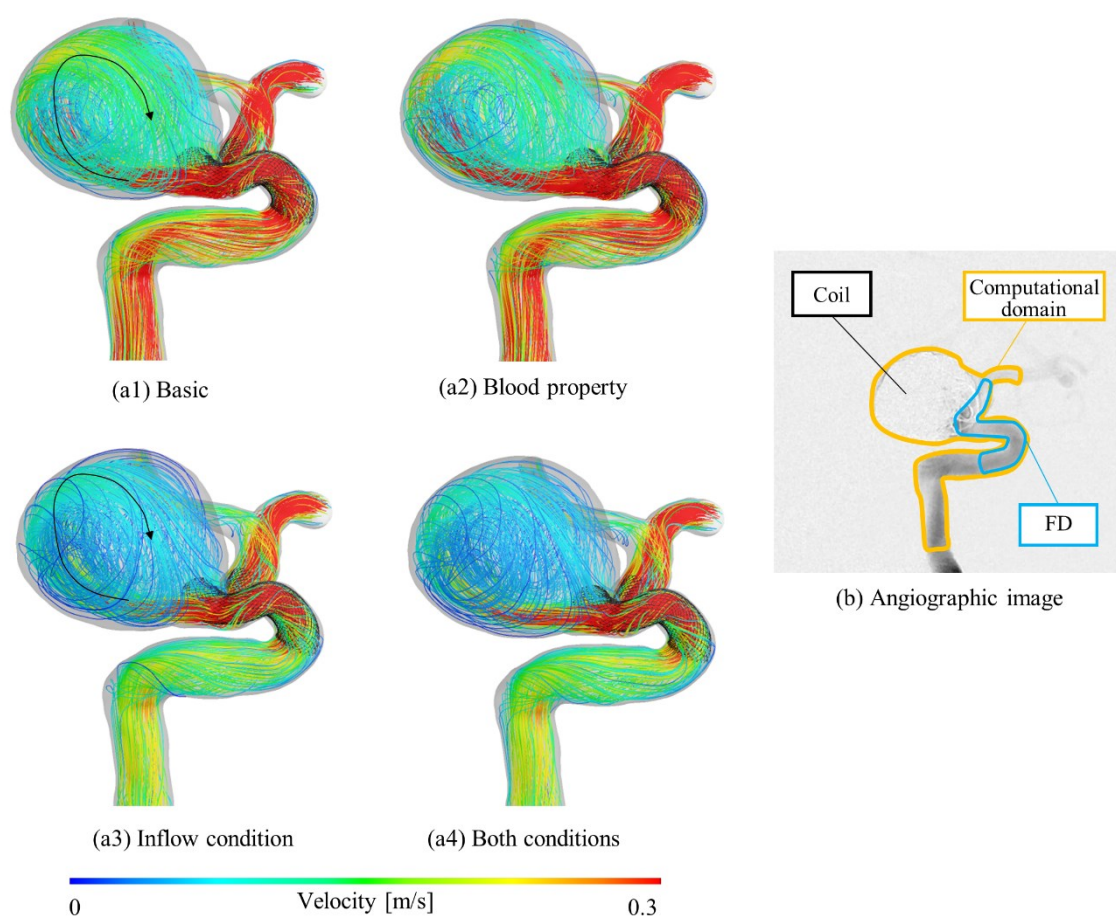 (a1) Basic
(a2) Blood property
Coil
Computational
domain
FD
(b) Angiographic image
(a3) Inflow condition
(a4) Both conditions
0
Velocity [m/s]
0.3